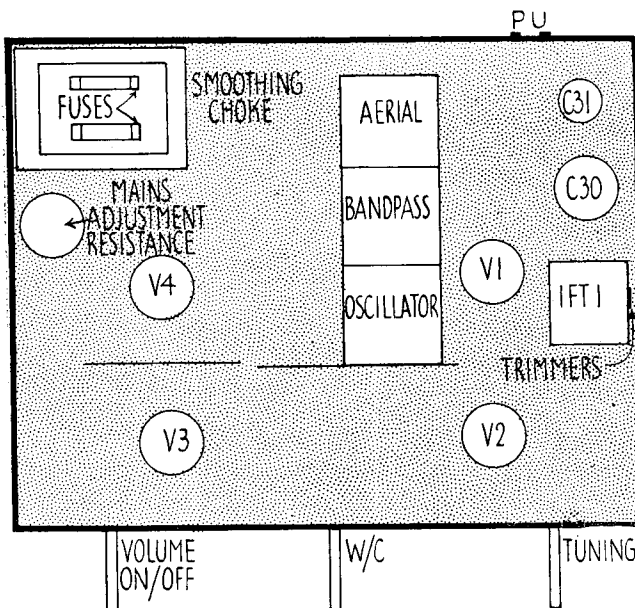 PU
SMOOTHING
CHOKE
FUSES
AERIAL
C31
MAINS
ADJUSTMENT
RESISTANCE
BANDPASS
C30
V4
OSCILLATOR
V1
IFT1
TRIMMERS
V3
V2
VOLUME
ON/OFF
W/C
TUNING